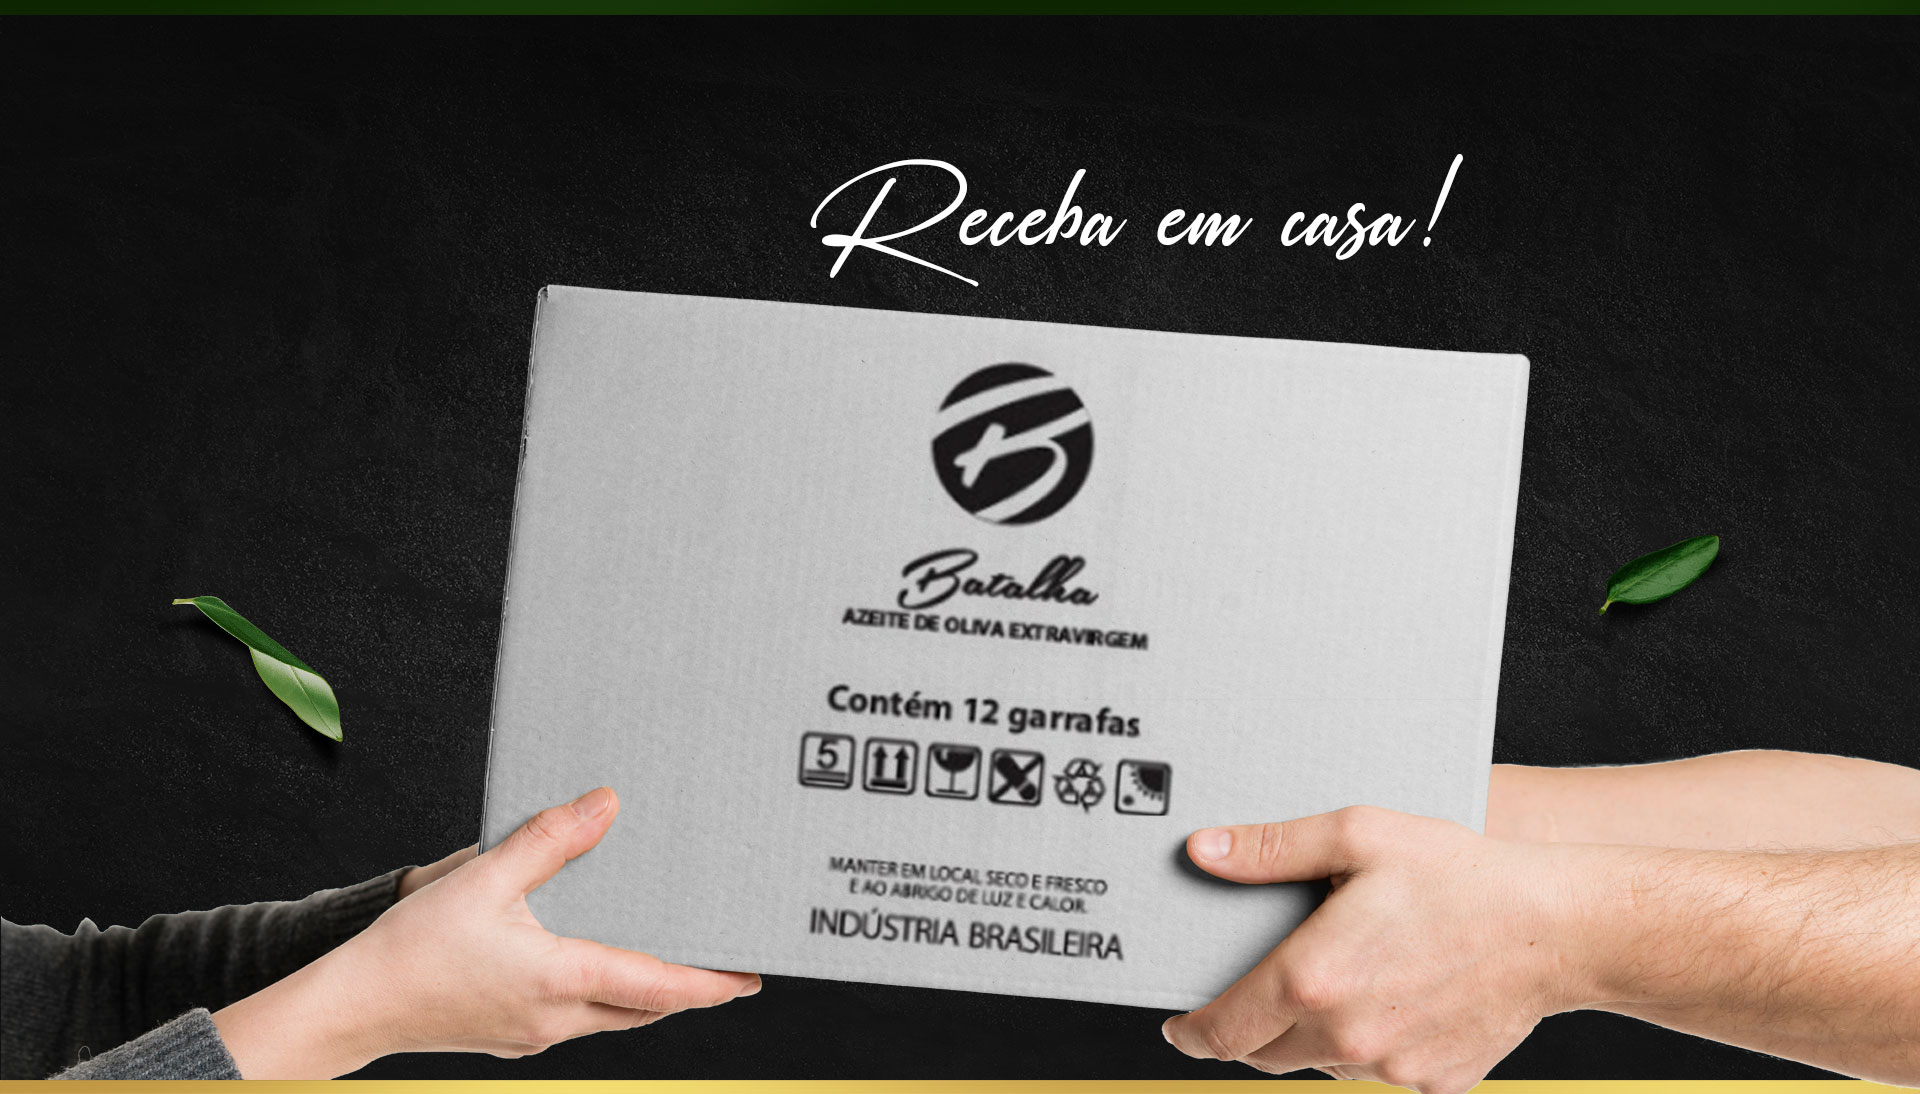 Receba em casa!
Batalha
AZEITE DE OLIVA EXTRAVIRGEM
Contém 12 garrafas
5
MANTER EM LOCAL SECO E FRESCO
E AO ABRIGO DE LUZ E CALOR.
INDÚSTRIA BRASILEIRA